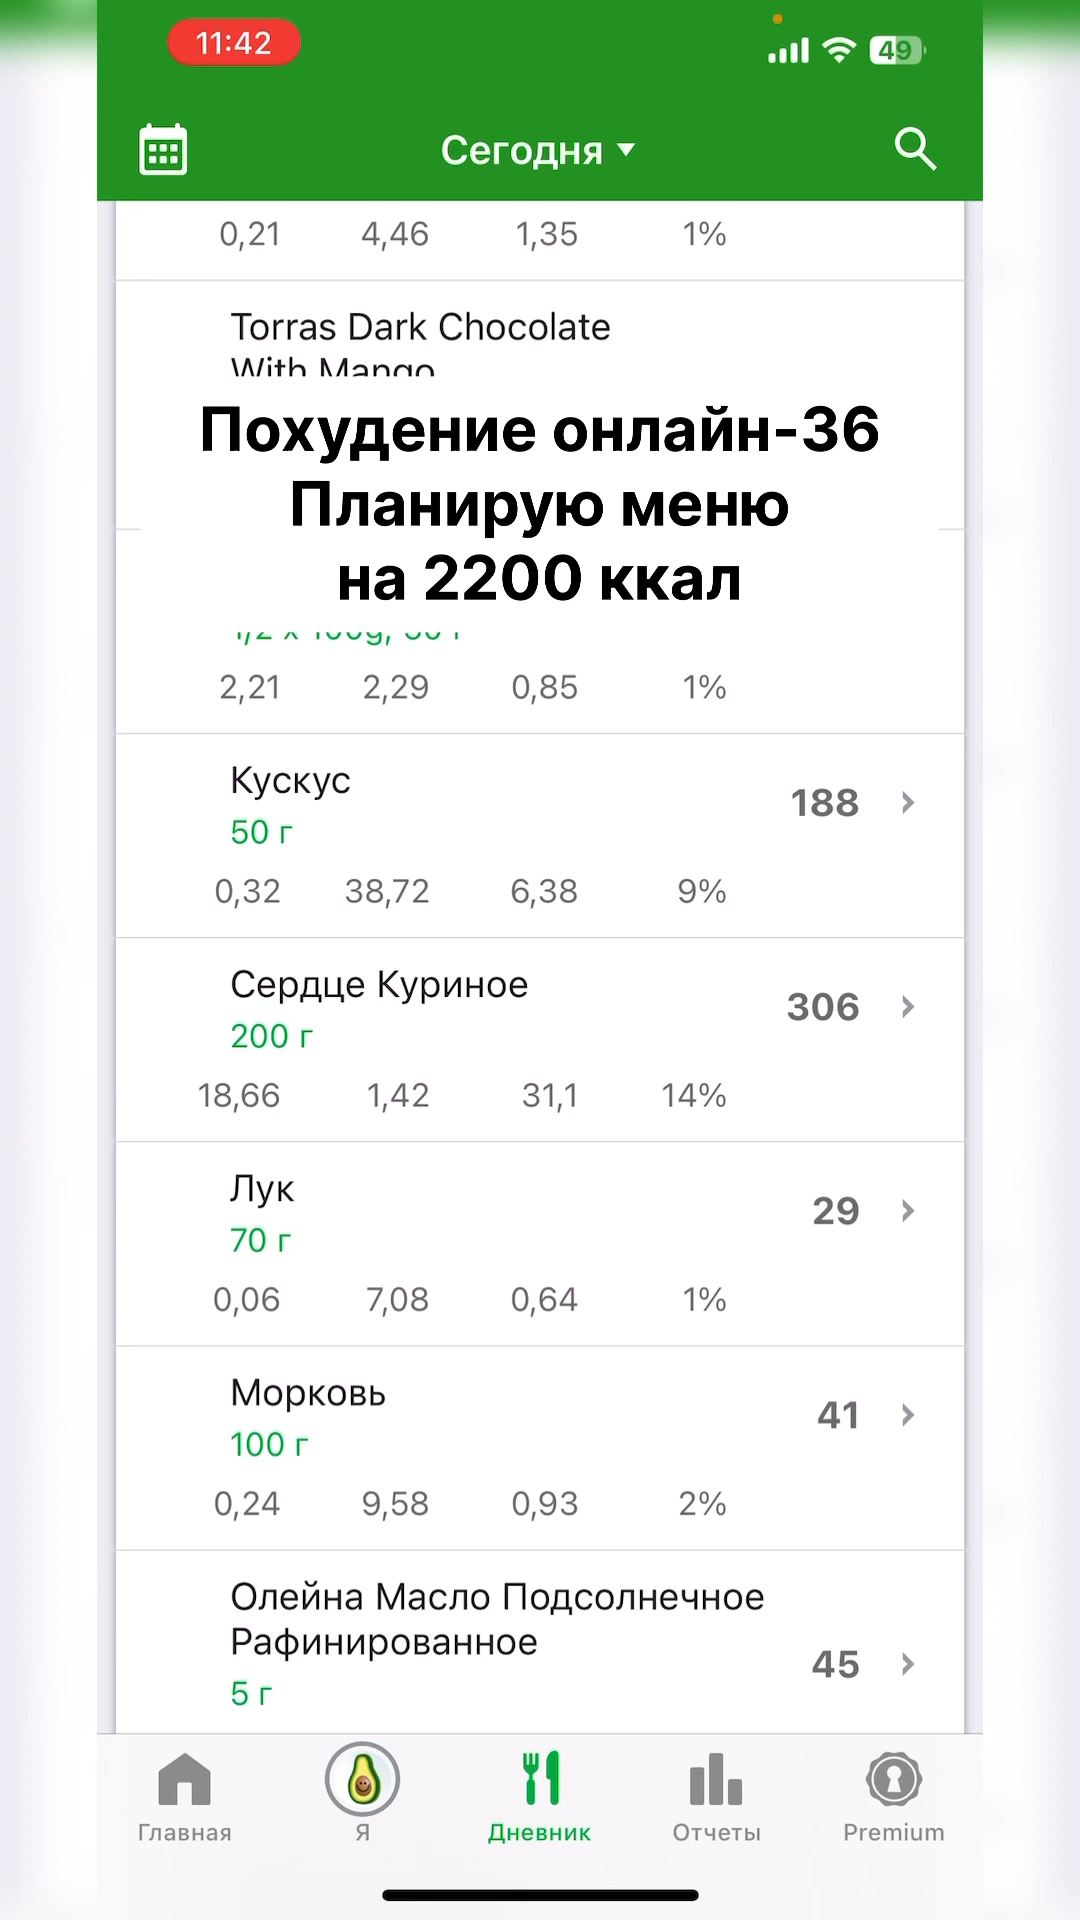 11:42
49
Сегодня
0,21 4,46 1,35 1%
Torras Dark Chocolate
With Mango
Похудение онлайн-36
Планирую меню
на 2200 ккал
2,21 2,29 0,85 1%
Кускус
188
50 г
0,32 38,72 6,38 9%
Сердце Куриное
306
200 г
18,66 1,42 31,1 14%
Лук
29
70 г
0,06 7,08 0,64 1%
Морковь
41
100 г
0,24 9,58 0,93 2%
Олейна Масло Подсолнечное
Рафинированное
45
5 г
Главная Я Дневник Отчеты Premium